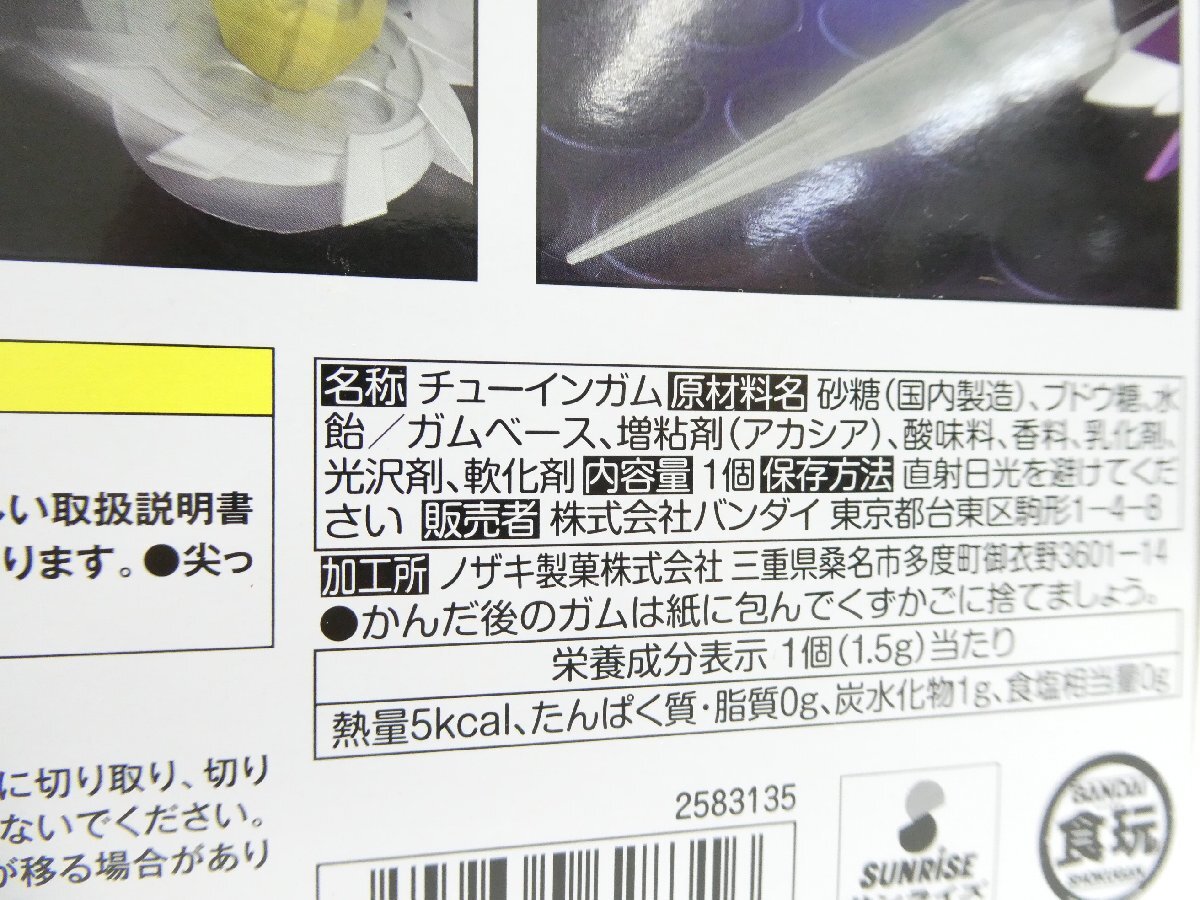 しい取扱説明書
ります。●尖っ
に切り取り、切り
ないでください。
が移る場合があり
名称 チューインガム 原材料名 砂糖(国内製造)、ブドウ糖、水
飴/ガムベース、増粘剤(アカシア)、酸味料、香料、乳化剤、
光沢剤、軟化剤 内容量 1個 保存方法 直射日光を避けてくだ
さい 販売者 株式会社バンダイ 東京都台東区駒形1-4-8
加工所 ノザキ製菓株式会社 三重県桑名市多度町御衣野3601-14
●かんだ後のガムは紙に包んでくずかごに捨てましょう。
栄養成分表示 1個(1.5g)当たり
熱量5kcal、たんぱく質・脂質0g、炭水化物1g、食塩相当量0g
2583135
SUNRISE
サンライズ
BANDAI
食玩
SHOKUGAN